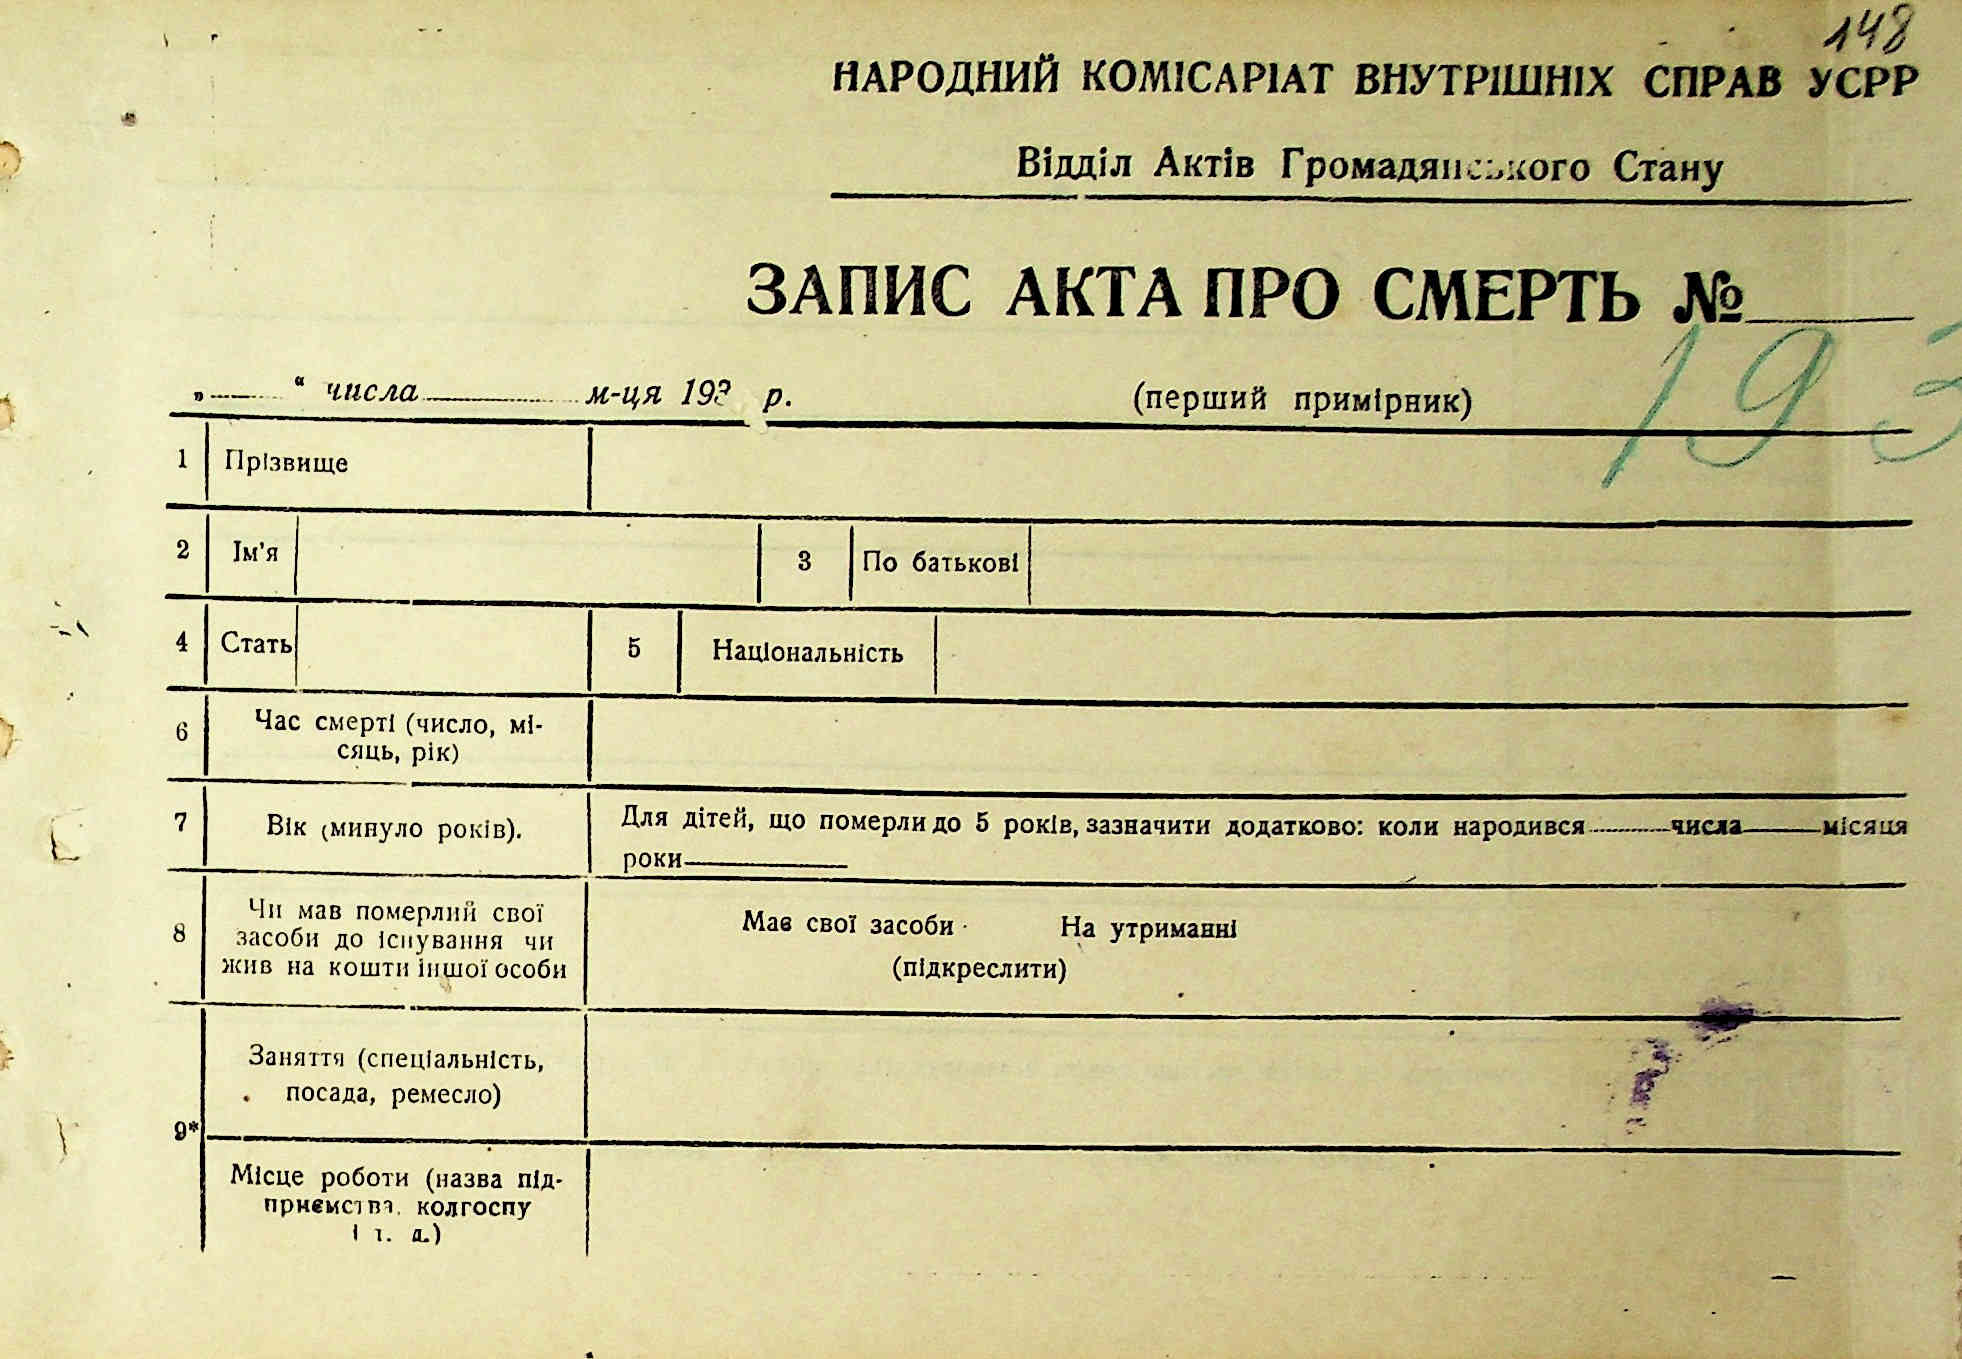 148
НАРОДНИЙ КОМІСАРІАТ ВНУТРІШНІХ СПРАВ УСРР
Відділ Актів Громадянського Стану
ЗАПИС АКТА ПРО СМЕРТЬ №
193
„ “ числа м-ця 193 р. (перший примірник)
1 Прізвище
2 Ім’я 3 По батькові
4 Стать 5 Національність
6 Час смерті (число, мі-
сяць, рік)
7 Вік (минуло років). Для дітей, що померли до 5 років, зазначити додатково: коли народився числа місяця
роки
8 Чи мав померлий свої
засоби до існування чи
жив на кошти іншої особи
Має свої засоби На утриманні
(підкреслити)
Заняття (спеціальність,
посада, ремесло)
9*
Місце роботи (назва під-
приємства, колгоспу
і т. д.)